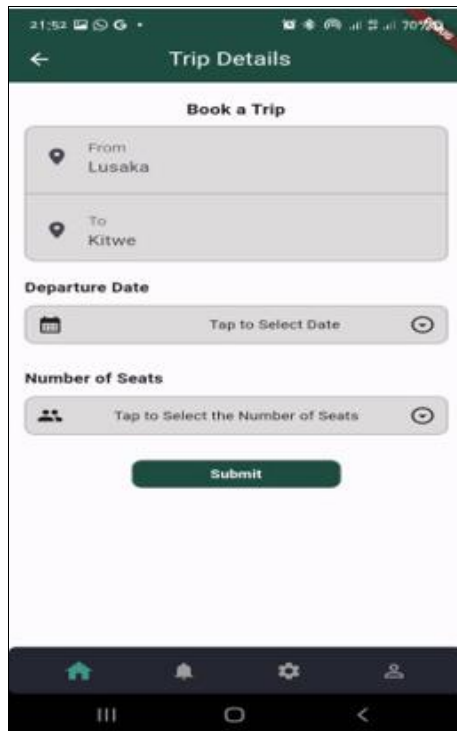 21:52 G 70%
Trip Details
Book a Trip
From
Lusaka
To
Kitwe
Departure Date
Tap to Select Date
Number of Seats
Tap to Select the Number of Seats
Submit